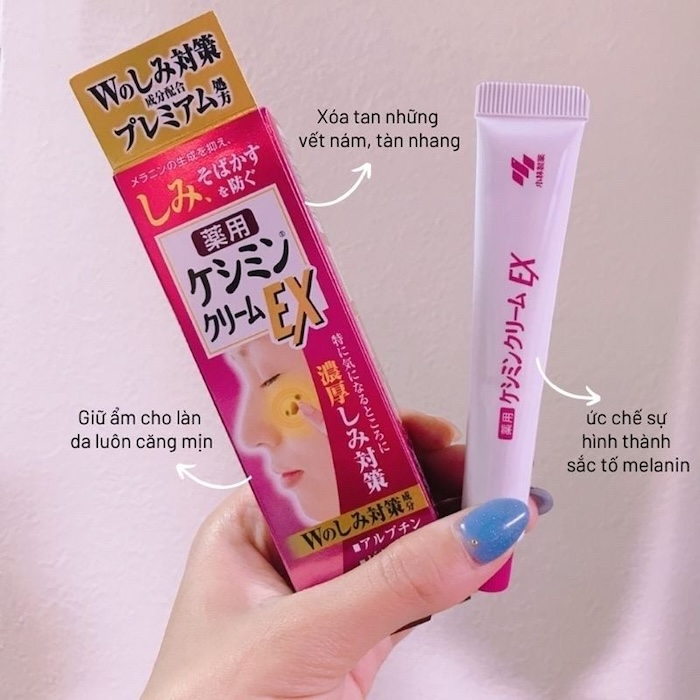 Wのしみ対策
成分配合
プレミアム処方
メラニンの生成を抑え、
しみ、そばかす
を防ぐ
薬用
ケシミン®
クリームEX
特に気になるところに
濃厚しみ対策
Wのしみ対策成分
■アルブチン
Xóa tan những
vết nám, tàn nhang
小林製薬
薬用 ケシミンクリームEX
Giữ ẩm cho làn
da luôn căng mịn
ức chế sự
hình thành
sắc tố melanin